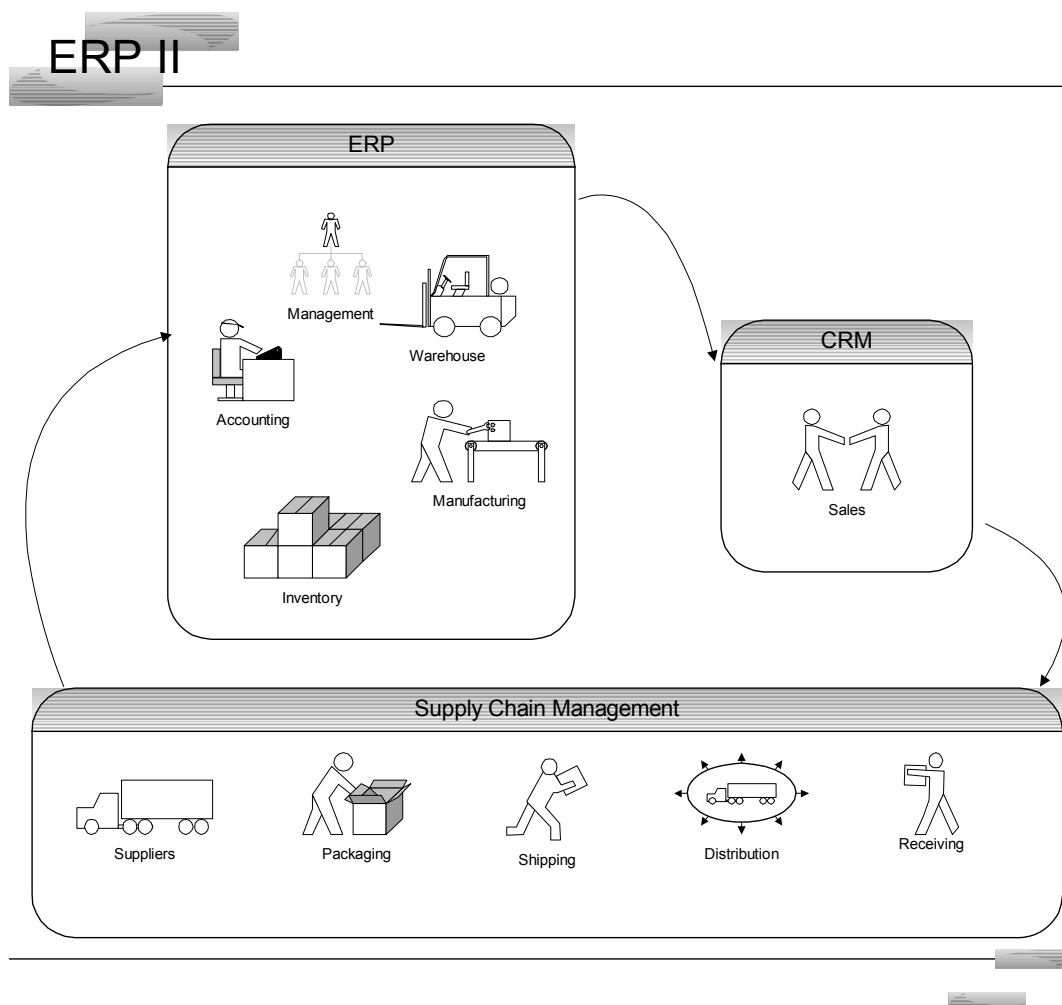 ERP II
ERP
Management
Warehouse
Accounting
Manufacturing
Inventory
CRM
Sales
Supply Chain Management
Suppliers
Packaging
Shipping
Distribution
Receiving